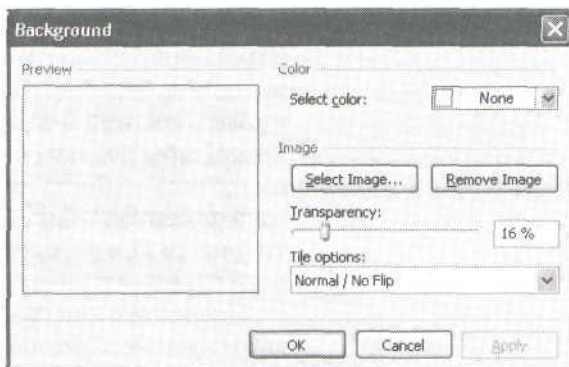 Background
Preview
Color
Select color:
None
Image
Select Image...
Remove Image
Transparency:
16 %
Tile options:
Normal / No Flip
OK
Cancel
Apply